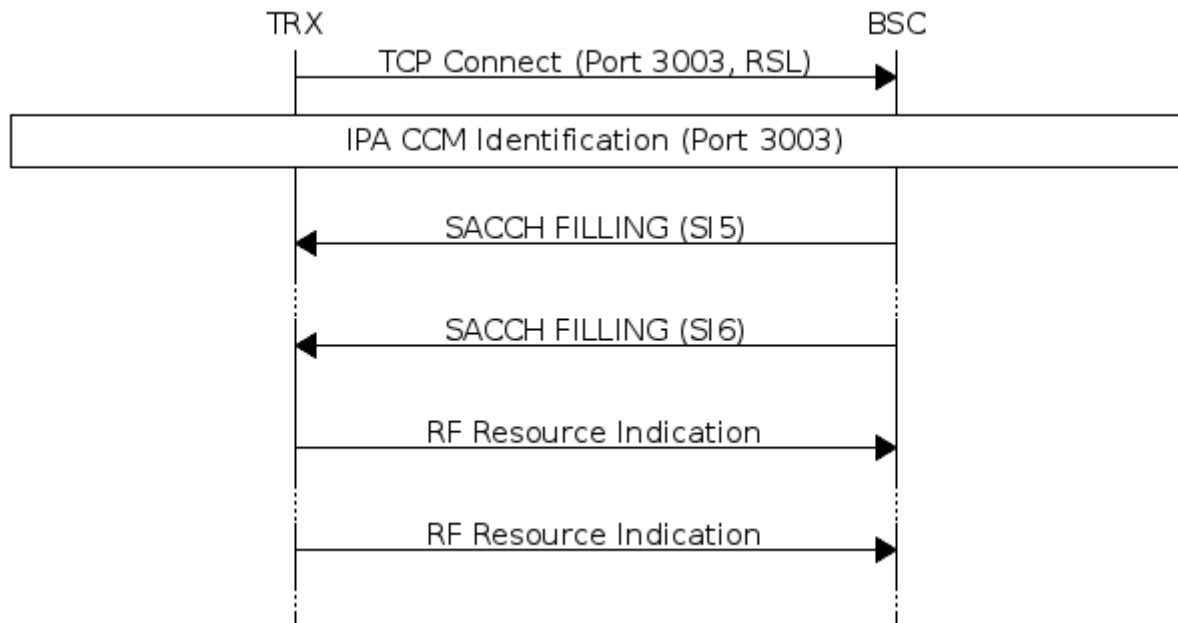 TRX BSC
TCP Connect (Port 3003, RSL)
IPA CCM Identification (Port 3003)
SACCH FILLING (SI5)
SACCH FILLING (SI6)
RF Resource Indication
RF Resource Indication